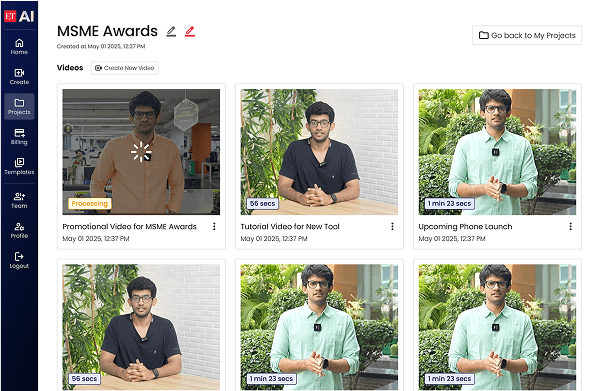 ET AI
Home
Create
Projects
Billing
Templates
Team
Profile
Logout
MSME Awards
Created at May 01 2025, 12:37 PM
Go back to My Projects
Videos
Create New Video
Processing
Promotional Video for MSME Awards
May 01 2025, 12:37 PM
56 secs
Tutorial Video for New Tool
May 01 2025, 12:37 PM
1 min 23 secs
Upcoming Phone Launch
May 01 2025, 12:37 PM
56 secs
1 min 23 secs
1 min 23 secs